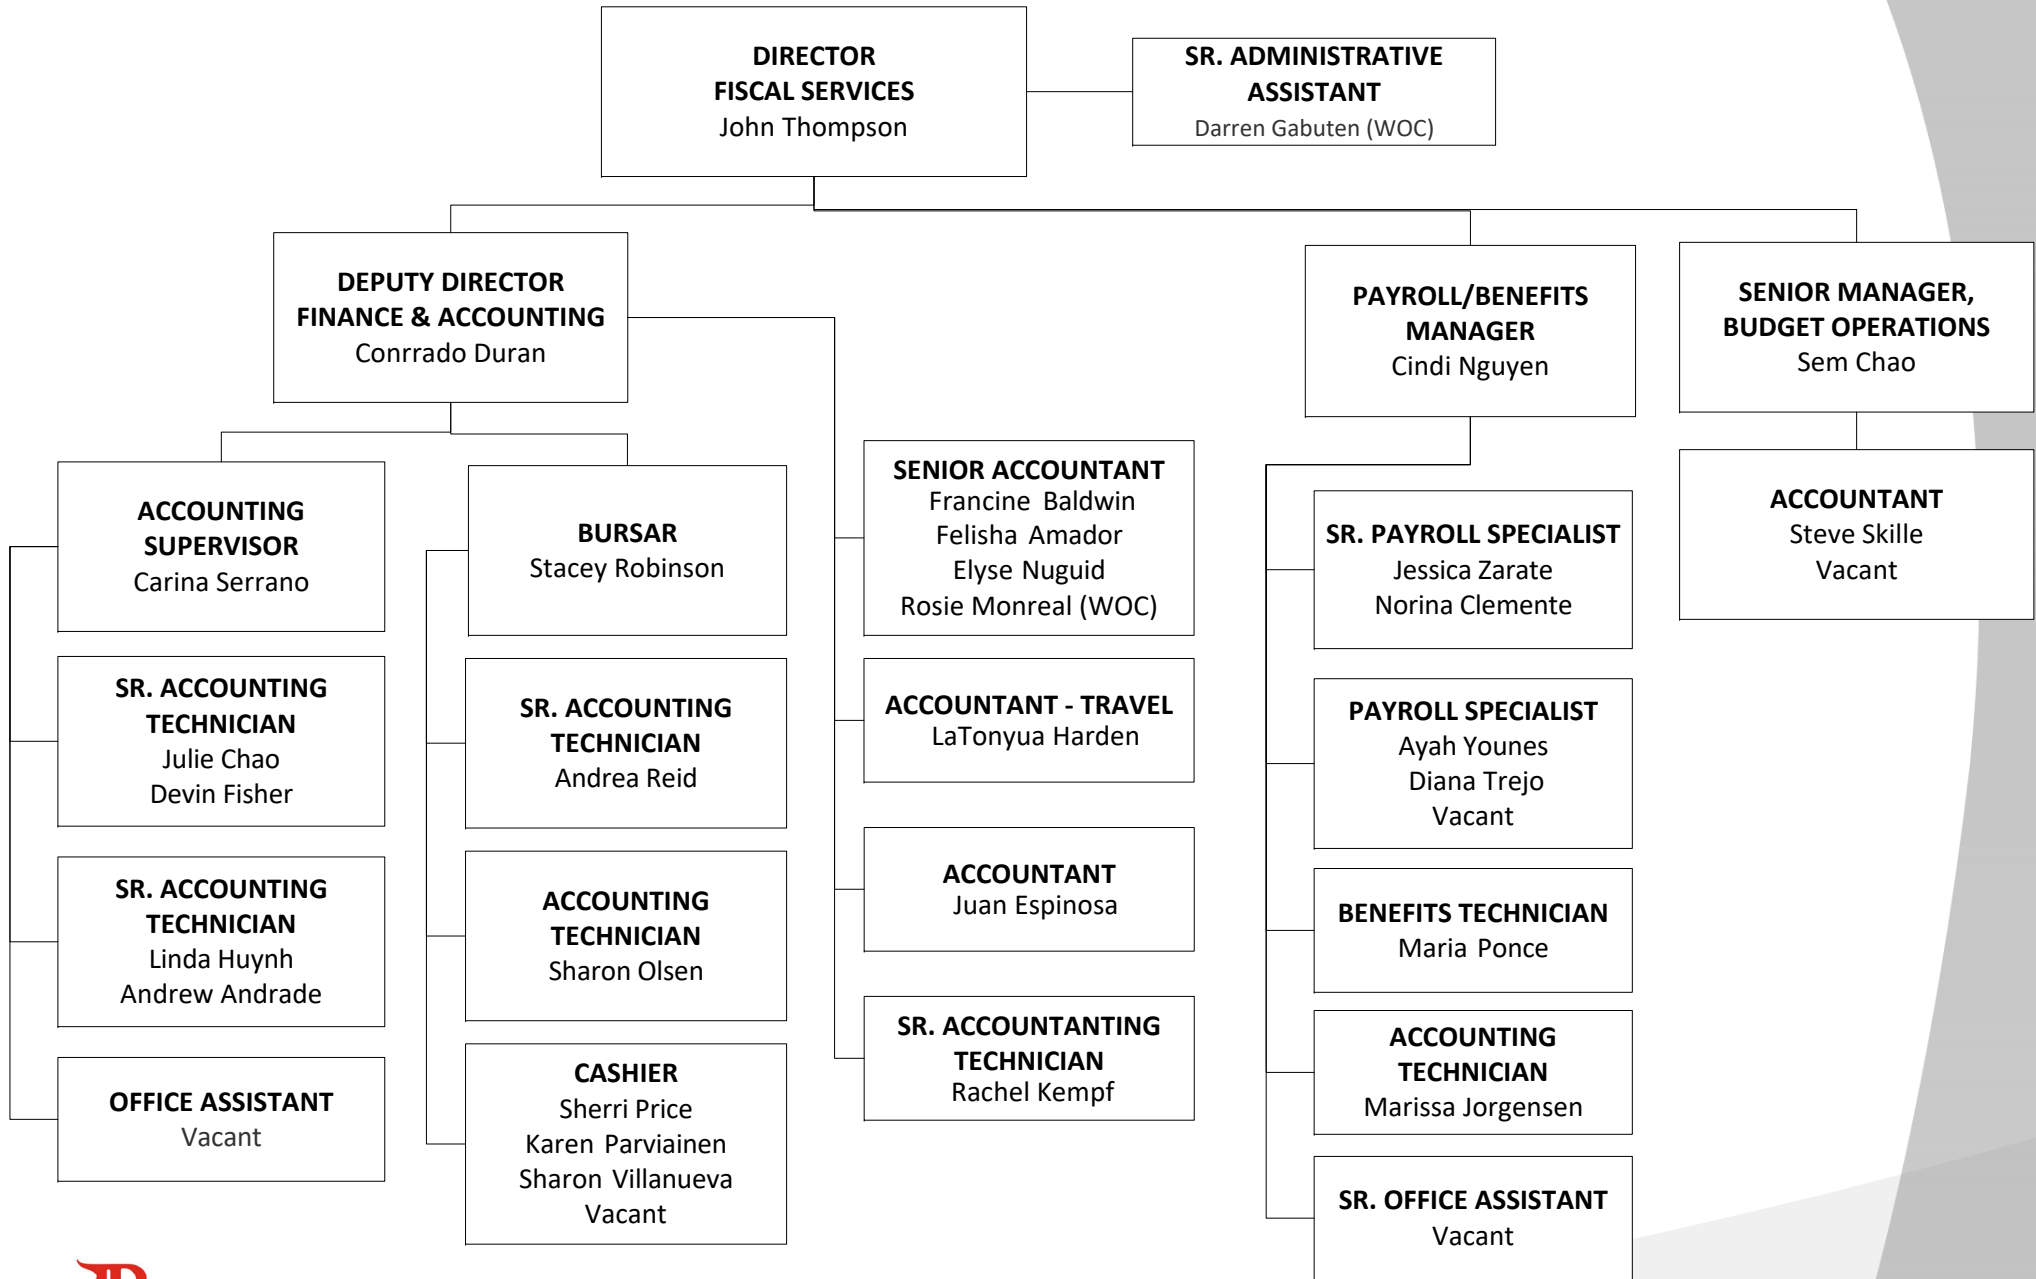 DIRECTOR
FISCAL SERVICES
John Thompson
SR. ADMINISTRATIVE
ASSISTANT
Darren Gabuten (WOC)
DEPUTY DIRECTOR
FINANCE & ACCOUNTING
Conrrado Duran
PAYROLL/BENEFITS
MANAGER
Cindi Nguyen
SENIOR MANAGER,
BUDGET OPERATIONS
Sem Chao
ACCOUNTING
SUPERVISOR
Carina Serrano
SR. ACCOUNTING
TECHNICIAN
Julie Chao
Devin Fisher
SR. ACCOUNTING
TECHNICIAN
Linda Huynh
Andrew Andrade
OFFICE ASSISTANT
Vacant
BURSAR
Stacey Robinson
SR. ACCOUNTING
TECHNICIAN
Andrea Reid
ACCOUNTING
TECHNICIAN
Sharon Olsen
CASHIER
Sherri Price
Karen Parviainen
Sharon Villanueva
Vacant
SENIOR ACCOUNTANT
Francine Baldwin
Felisha Amador
Elyse Nuguid
Rosie Monreal (WOC)
ACCOUNTANT - TRAVEL
LaTonyua Harden
ACCOUNTANT
Juan Espinosa
SR. ACCOUNTANTING
TECHNICIAN
Rachel Kempf
SR. PAYROLL SPECIALIST
Jessica Zarate
Norina Clemente
PAYROLL SPECIALIST
Ayah Younes
Diana Trejo
Vacant
BENEFITS TECHNICIAN
Maria Ponce
ACCOUNTING
TECHNICIAN
Marissa Jorgensen
SR. OFFICE ASSISTANT
Vacant
ACCOUNTANT
Steve Skille
Vacant